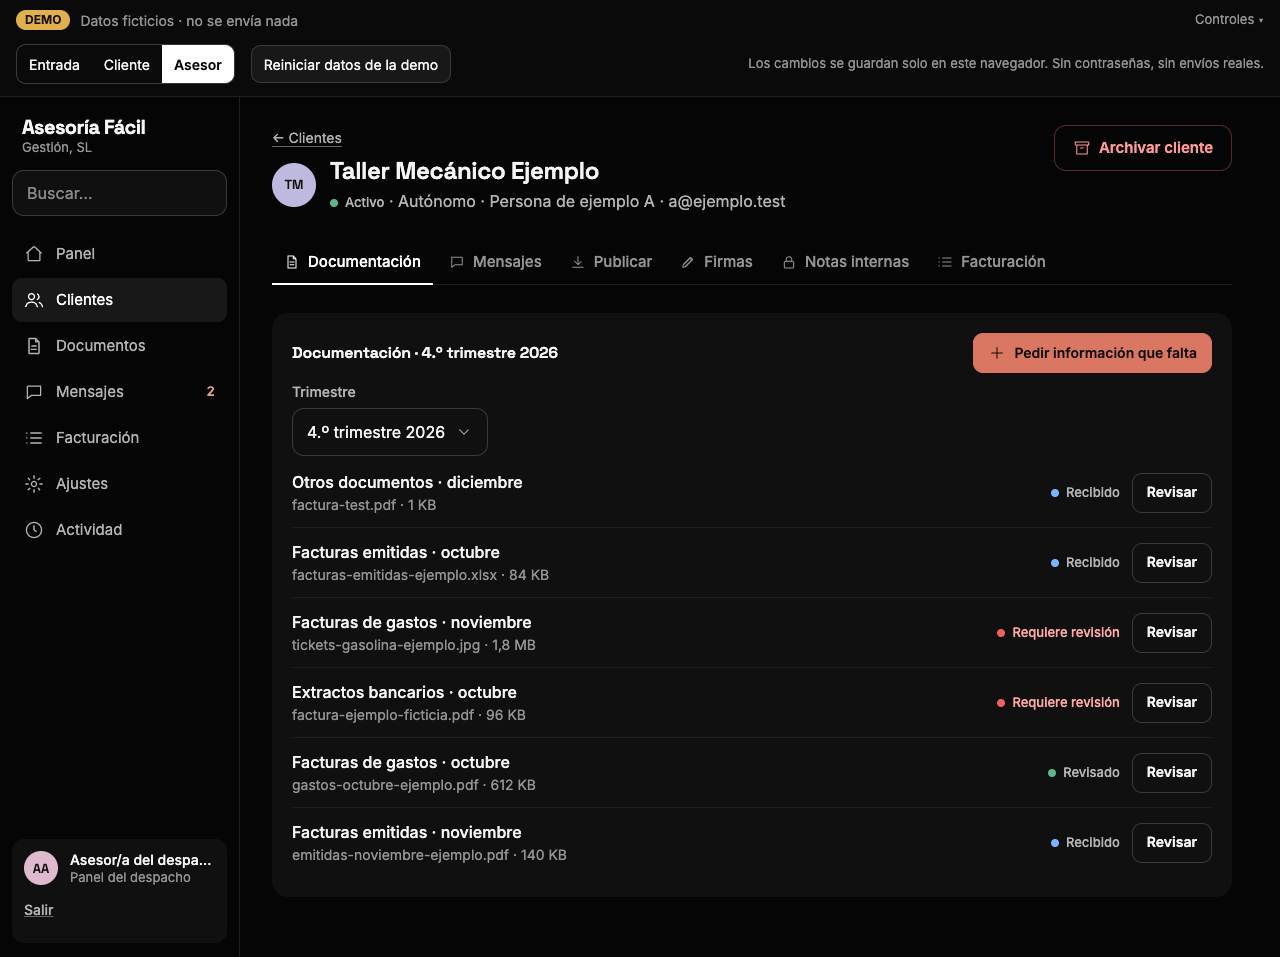 DEMO Datos ficticios · no se envía nada
Controles
Entrada Cliente Asesor Reiniciar datos de la demo
Los cambios se guardan solo en este navegador. Sin contraseñas, sin envíos reales.
Asesoría Fácil
Gestión, SL
Buscar...
Panel
Clientes
Documentos
Mensajes 2
Facturación
Ajustes
Actividad
Asesor/a del despa...
AA
Panel del despacho
Salir
← Clientes
Archivar cliente
TM
Taller Mecánico Ejemplo
Activo · Autónomo · Persona de ejemplo A · a@ejemplo.test
Documentación Mensajes Publicar Firmas Notas internas Facturación
Documentación · 4.º trimestre 2026
+ Pedir información que falta
Trimestre
4.º trimestre 2026
Otros documentos · diciembre
factura-test.pdf · 1 KB
Recibido Revisar
Facturas emitidas · octubre
facturas-emitidas-ejemplo.xlsx · 84 KB
Recibido Revisar
Facturas de gastos · noviembre
tickets-gasolina-ejemplo.jpg · 1,8 MB
Requiere revisión Revisar
Extractos bancarios · octubre
factura-ejemplo-ficticia.pdf · 96 KB
Requiere revisión Revisar
Facturas de gastos · octubre
gastos-octubre-ejemplo.pdf · 612 KB
Revisado Revisar
Facturas emitidas · noviembre
emitidas-noviembre-ejemplo.pdf · 140 KB
Recibido Revisar